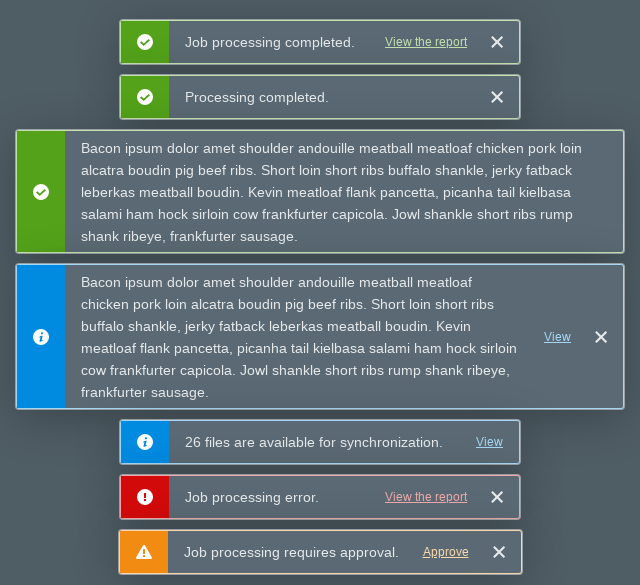 Job processing completed. View the report
Processing completed.
Bacon ipsum dolor amet shoulder andouille meatball meatloaf chicken pork loin
alcatra boudin pig beef ribs. Short loin short ribs buffalo shankle, jerky fatback
leberkas meatball boudin. Kevin meatloaf flank pancetta, picanha tail kielbasa
salami ham hock sirloin cow frankfurter capicola. Jowl shankle short ribs rump
shank ribeye, frankfurter sausage.
Bacon ipsum dolor amet shoulder andouille meatball meatloaf
chicken pork loin alcatra boudin pig beef ribs. Short loin short ribs
buffalo shankle, jerky fatback leberkas meatball boudin. Kevin
meatloaf flank pancetta, picanha tail kielbasa salami ham hock sirloin
cow frankfurter capicola. Jowl shankle short ribs rump shank ribeye,
frankfurter sausage.
View
26 files are available for synchronization. View
Job processing error. View the report
Job processing requires approval. Approve